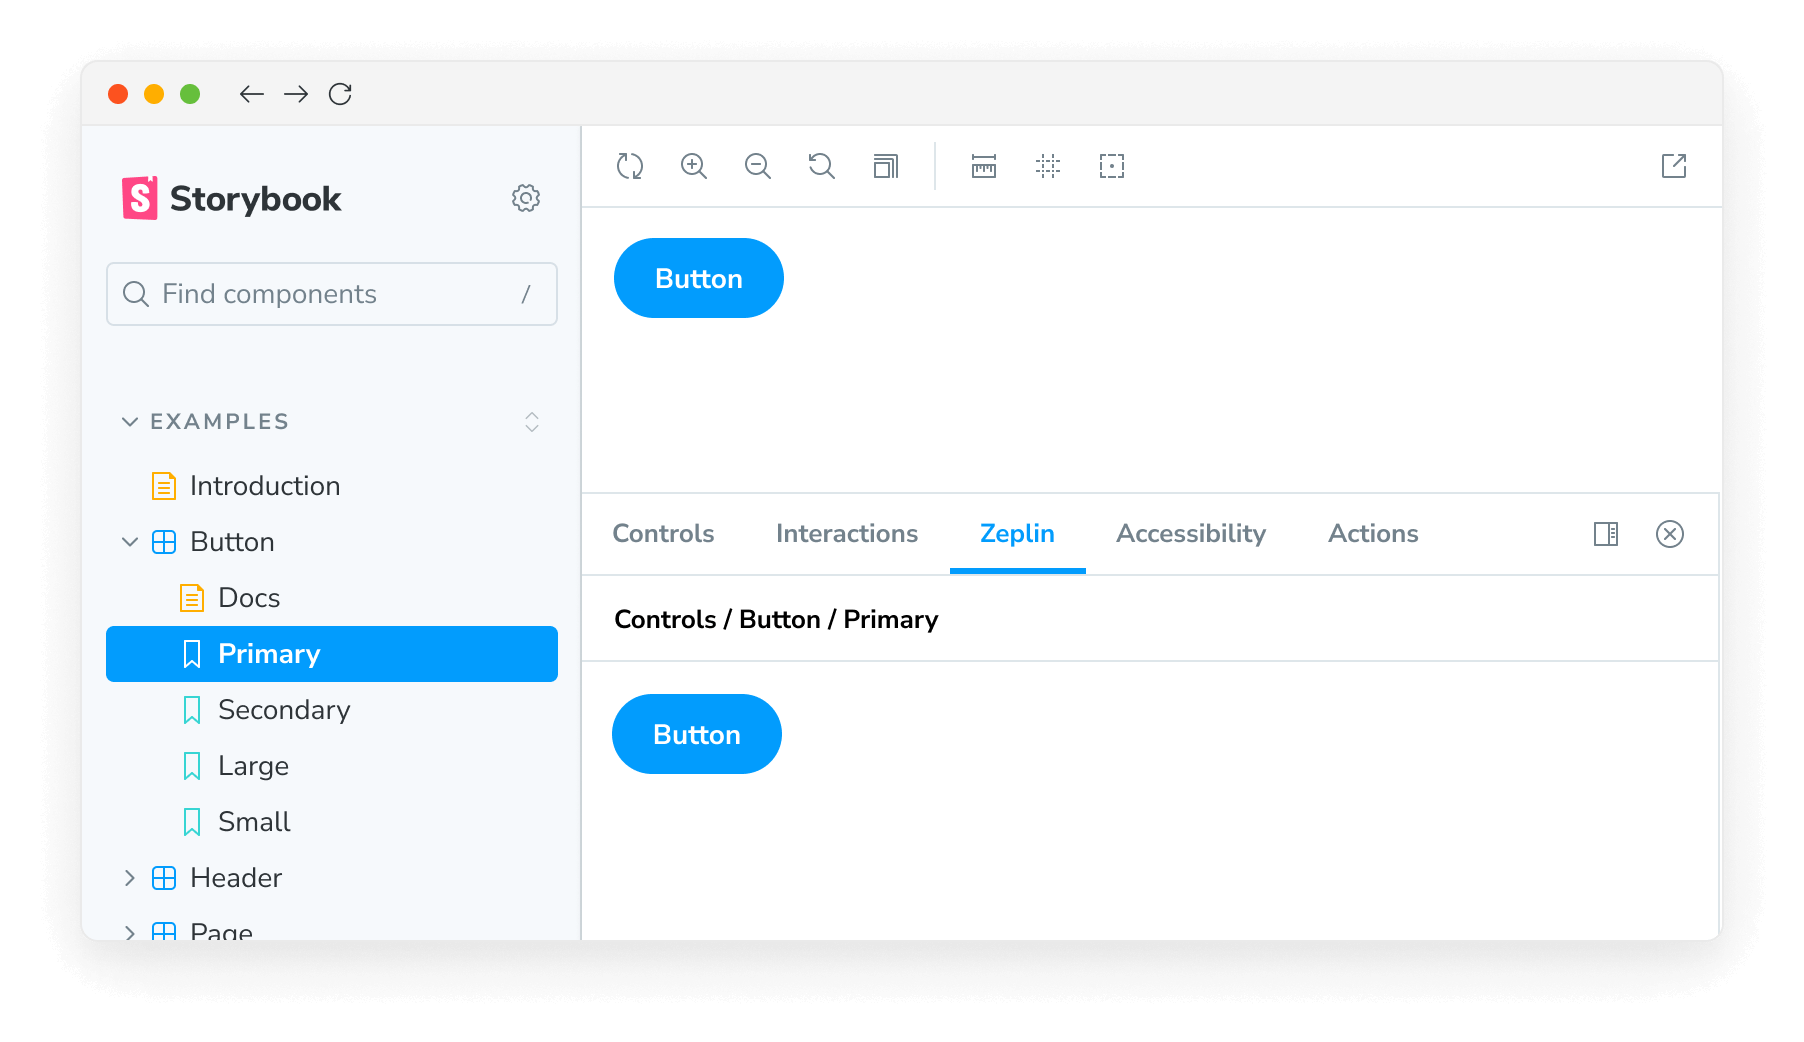 Storybook
Find components /
EXAMPLES
Introduction
Button
Docs
Primary
Secondary
Large
Small
Header
Page
Button
Controls Interactions Zeplin Accessibility Actions
Controls / Button / Primary
Button